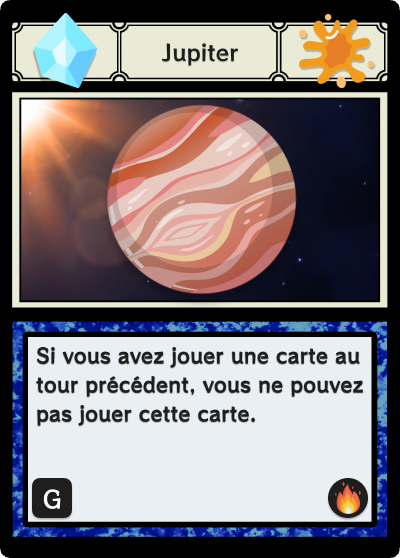 Jupiter
Si vous avez jouer une carte au
tour précédent, vous ne pouvez
pas jouer cette carte.
G